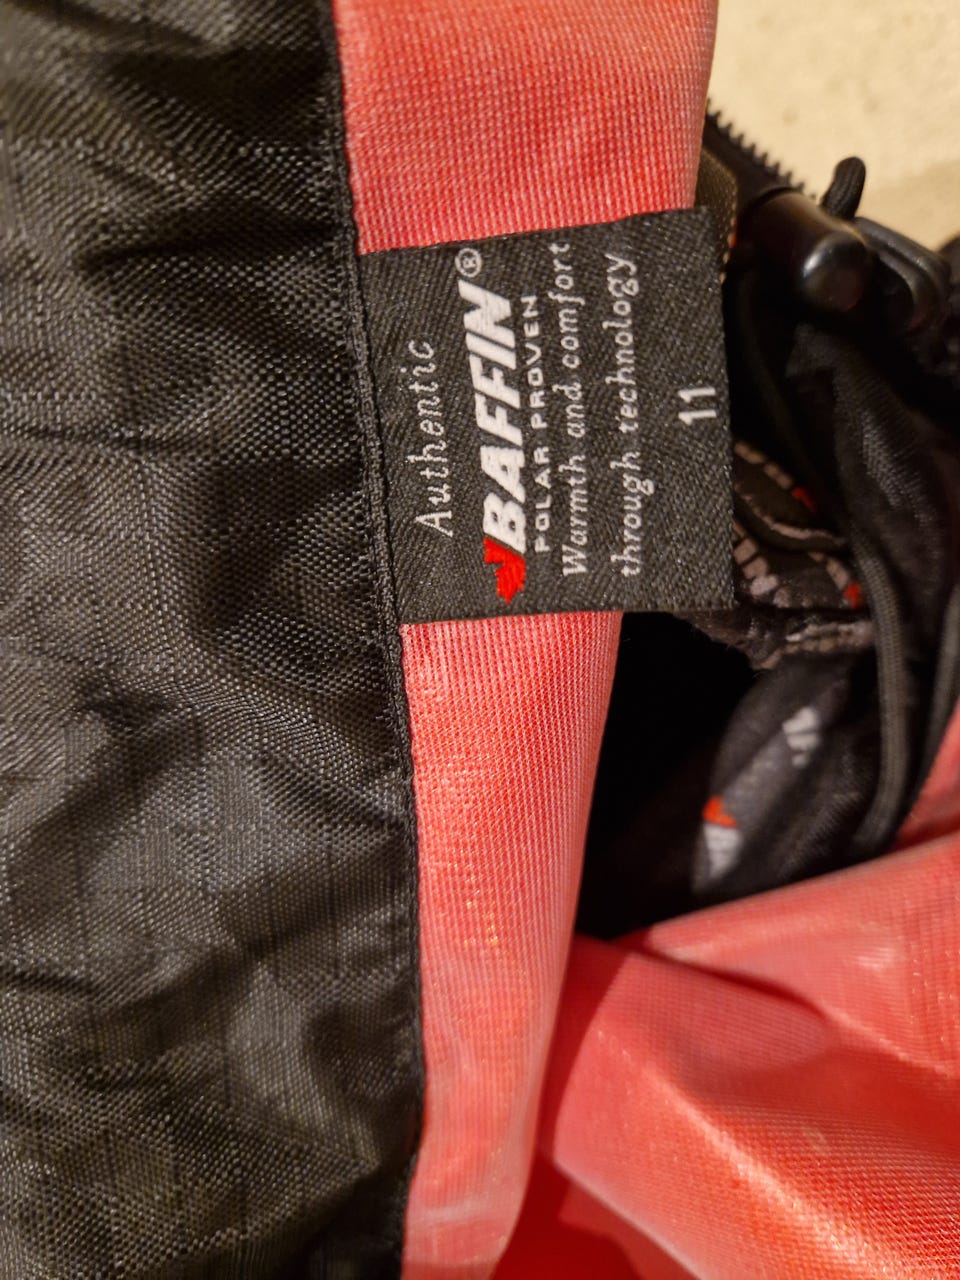 Authentic
BAFFIN®
POLAR PROVEN
Warmth and comfort
through technology
11